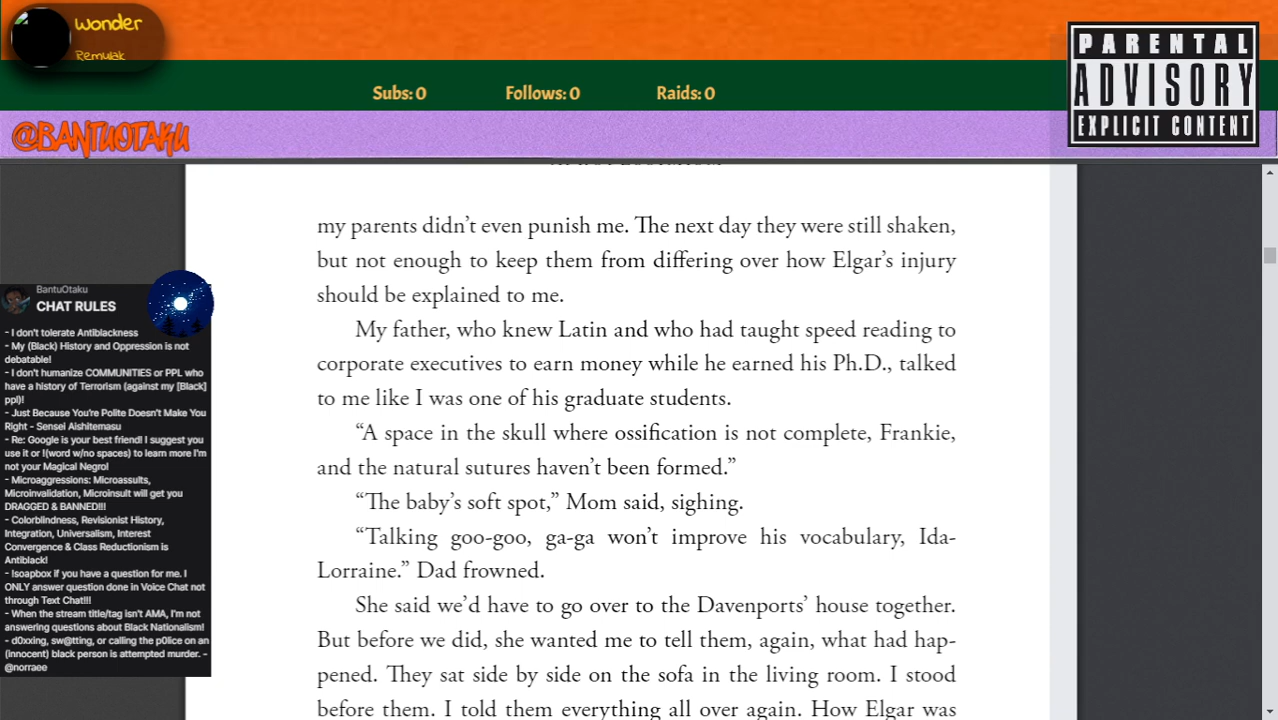 wonder
Remulak
PARENTAL
ADVISORY
EXPLICIT CONTENT
Subs: 0
Follows: 0
Raids: 0
@BANTUOTAKU
my parents didn’t even punish me. The next day they were still shaken,
but not enough to keep them from differing over how Elgar’s injury
should be explained to me.
My father, who knew Latin and who had taught speed reading to
corporate executives to earn money while he earned his Ph.D., talked
to me like I was one of his graduate students.
“A space in the skull where ossification is not complete, Frankie,
and the natural sutures haven’t been formed.”
“The baby’s soft spot,” Mom said, sighing.
“Talking goo-goo, ga-ga won’t improve his vocabulary, Ida-
Lorraine.” Dad frowned.
She said we’d have to go over to the Davenports’ house together.
But before we did, she wanted me to tell them, again, what had hap-
pened. They sat side by side on the sofa in the living room. I stood
before them. I told them everything all over again. How Elgar was
BantuOtaku
CHAT RULES
- I don't tolerate Antiblackness
- My (Black) History and Oppression is not
debatable!
- I don't humanize COMMUNITIES or PPL who
have a history of Terrorism (against my [Black]
ppl)!
- Just Because You're Polite Doesn't Make You
Right - Sensei Aishitemasu
- Re: Google is your best friend! I suggest you
use it or !(word w/no spaces) to learn more I'm
not your Magical Negro!
- Microaggressions: Microassults,
Microinvalidation, Microinsult will get you
DRAGGED & BANNED!!!
- Colorblindness, Revisionist History,
Integration, Universalism, Interest
Convergence & Class Reductionism is
Antiblack!
- !soapbox if you have a question for me. I
ONLY answer question done in Voice Chat not
through Text Chat!!!
- When the stream title/tag isn't AMA, I'm not
answering questions about Black Nationalism!
- d0xxing, sw@tting, or calling the p0lice on an
(innocent) black person is attempted murder. -
@norraee